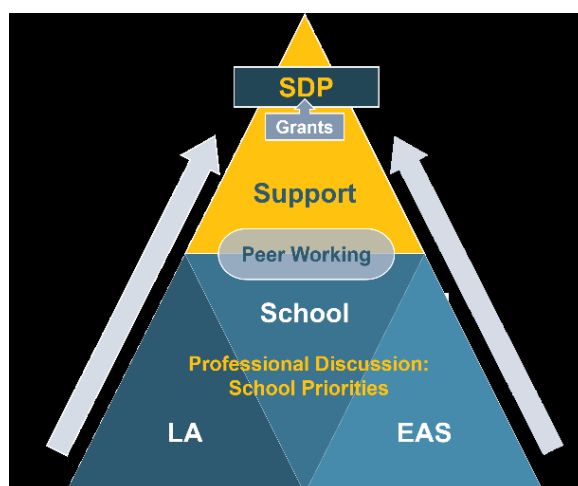 SDP
Grants
Support
Peer Working
School
Professional Discussion:
School Priorities
LA
EAS